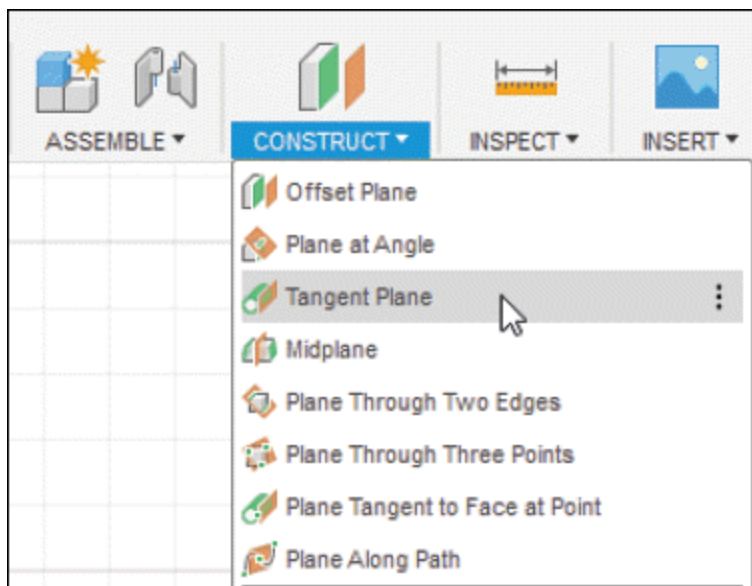 ASSEMBLE CONSTRUCT INSPECT INSERT
Offset Plane
Plane at Angle
Tangent Plane
Midplane
Plane Through Two Edges
Plane Through Three Points
Plane Tangent to Face at Point
Plane Along Path